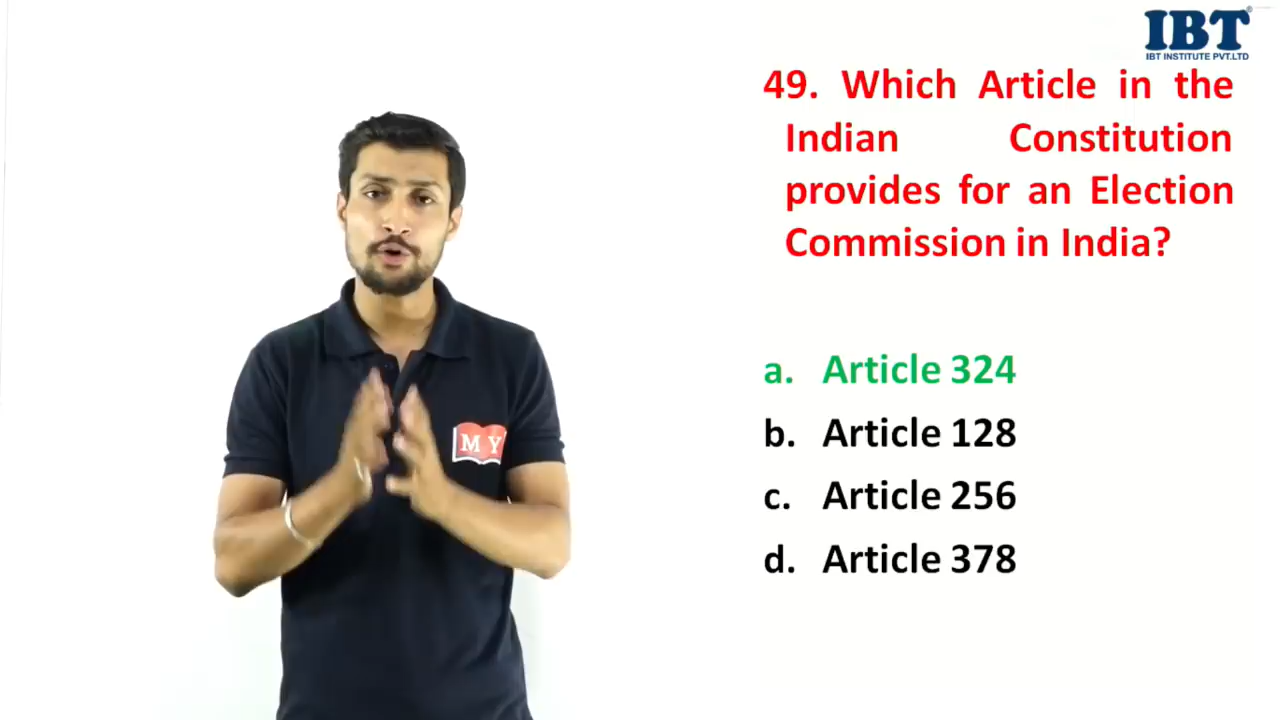 IBT
IBT INSTITUTE PVT.LTD
49. Which Article in the
Indian Constitution
provides for an Election
Commission in India?
a. Article 324
b. Article 128
c. Article 256
d. Article 378
M Y